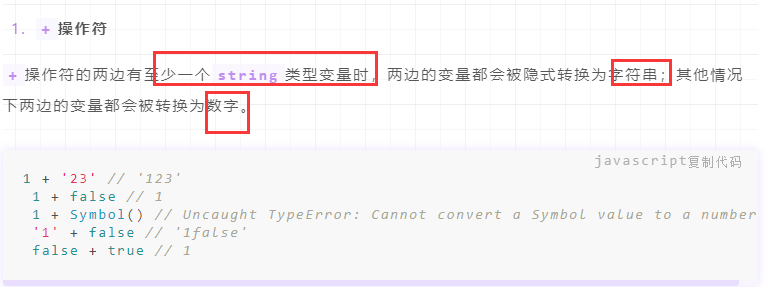 1. + 操作符
+ 操作符的两边有至少一个 string 类型变量时，两边的变量都会被隐式转换为字符串；其他情况
下两边的变量都会被转换为数字。
javascript复制代码
1 + '23' // '123'
1 + false // 1
1 + Symbol() // Uncaught TypeError: Cannot convert a Symbol value to a number
'1' + false // '1false'
false + true // 1